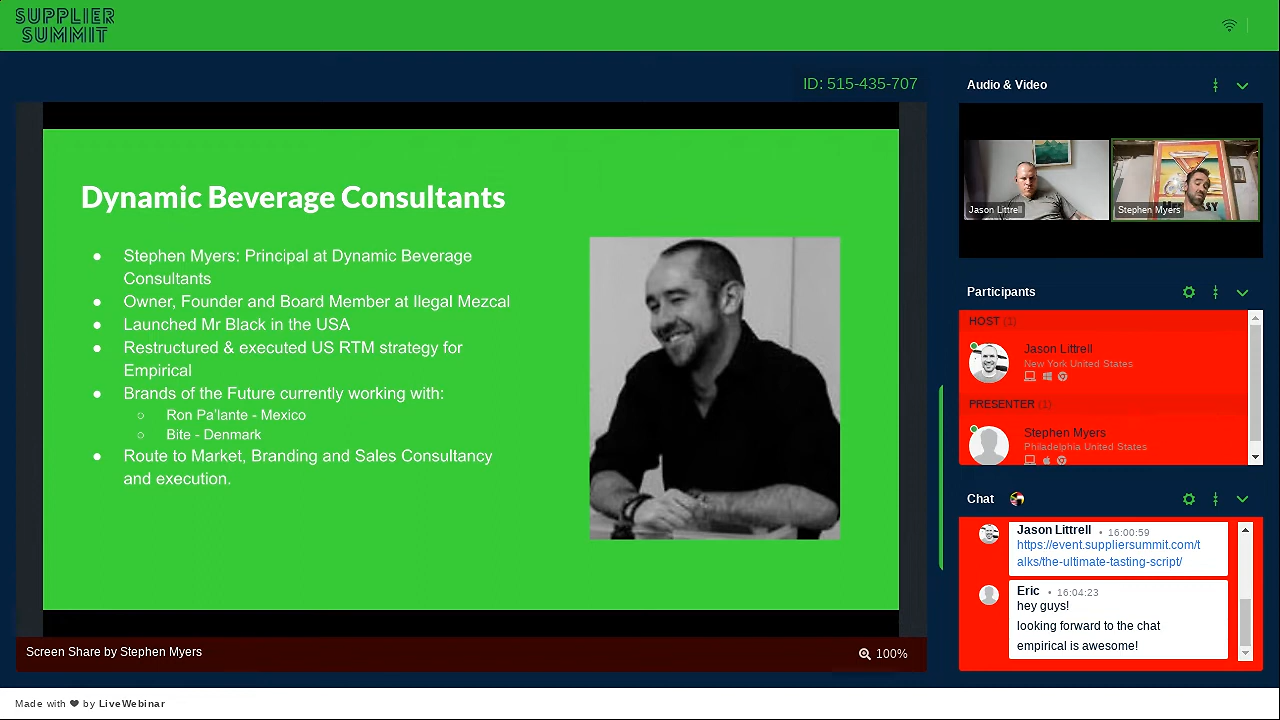 SUPPLIER
SUMMIT
ID: 515-435-707
Dynamic Beverage Consultants
● Stephen Myers: Principal at Dynamic Beverage
Consultants
● Owner, Founder and Board Member at Ilegal Mezcal
● Launched Mr Black in the USA
● Restructured & executed US RTM strategy for
Empirical
● Brands of the Future currently working with:
○ Ron Pa'lante - Mexico
○ Bite - Denmark
● Route to Market, Branding and Sales Consultancy
and execution.
Screen Share by Stephen Myers
100%
Audio & Video
Jason Littrell
Stephen Myers
Participants
HOST (1)
Jason Littrell
New York United States
PRESENTER (1)
Stephen Myers
Philadelphia United States
Chat
Jason Littrell • 16:00:59
https://event.suppliersummit.com/t
alks/the-ultimate-tasting-script/
Eric • 16:04:23
hey guys!
looking forward to the chat
empirical is awesome!
Made with ❤ by LiveWebinar